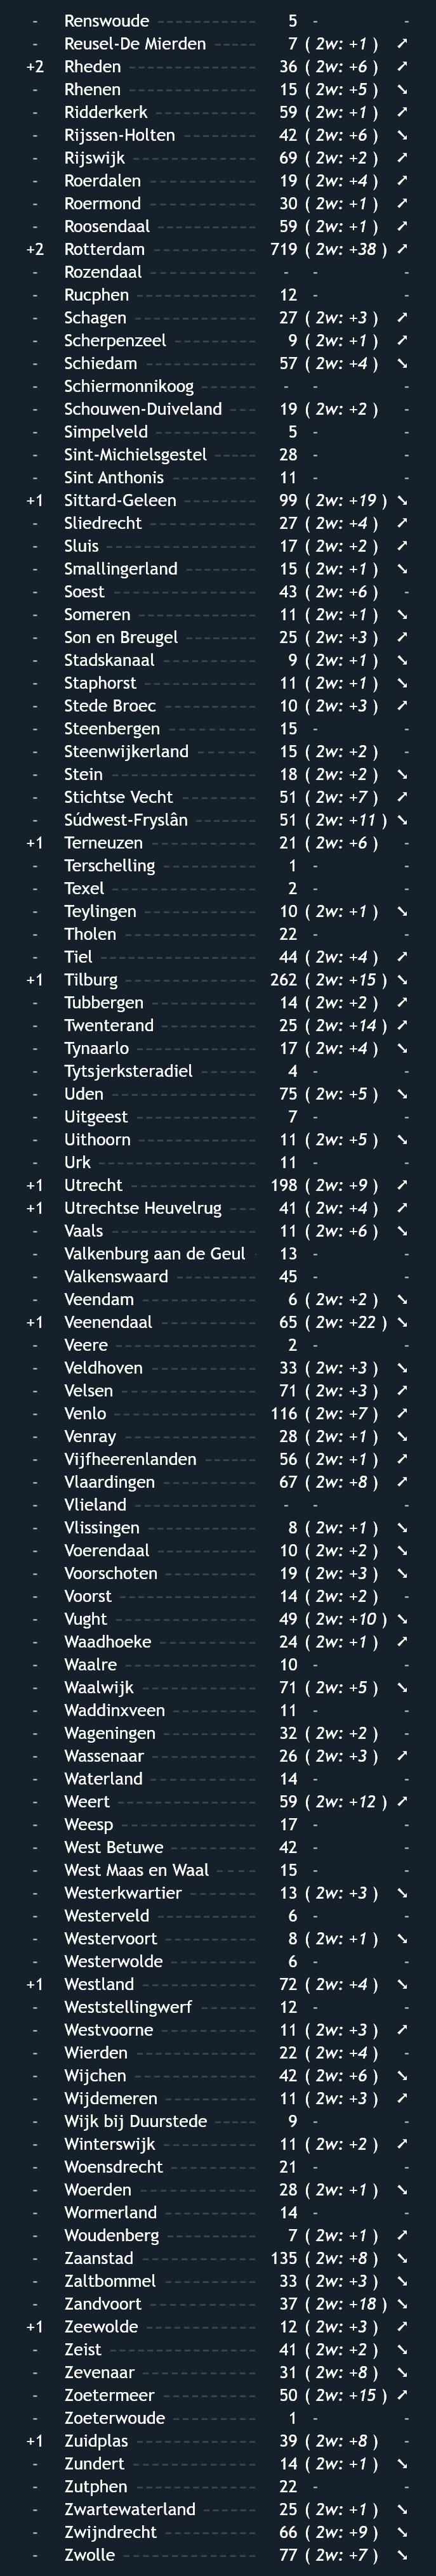 - Renswoude 5 - -
- Reusel-De Mierden 7 ( 2w: +1 ) ➚
+2 Rheden 36 ( 2w: +6 ) ➚
- Rhenen 15 ( 2w: +5 ) ➘
- Ridderkerk 59 ( 2w: +1 ) ➚
- Rijssen-Holten 42 ( 2w: +6 ) ➘
- Rijswijk 69 ( 2w: +2 ) ➚
- Roerdalen 19 ( 2w: +4 ) ➚
- Roermond 30 ( 2w: +1 ) ➚
- Roosendaal 59 ( 2w: +1 ) ➚
+2 Rotterdam 719 ( 2w: +38 ) ➚
- Rozendaal - - -
- Rucphen 12 - -
- Schagen 27 ( 2w: +3 ) ➚
- Scherpenzeel 9 ( 2w: +1 ) ➚
- Schiedam 57 ( 2w: +4 ) ➘
- Schiermonnikoog - - -
- Schouwen-Duiveland 19 ( 2w: +2 ) -
- Simpelveld 5 - -
- Sint-Michielsgestel 28 - -
- Sint Anthonis 11 - -
+1 Sittard-Geleen 99 ( 2w: +19 ) ➘
- Sliedrecht 27 ( 2w: +4 ) ➚
- Sluis 17 ( 2w: +2 ) ➚
- Smallingerland 15 ( 2w: +1 ) ➘
- Soest 43 ( 2w: +6 ) -
- Someren 11 ( 2w: +1 ) ➘
- Son en Breugel 25 ( 2w: +3 ) ➚
- Stadskanaal 9 ( 2w: +1 ) ➘
- Staphorst 11 ( 2w: +1 ) ➘
- Stede Broec 10 ( 2w: +3 ) ➚
- Steenbergen 15 - -
- Steenwijkerland 15 ( 2w: +2 ) -
- Stein 18 ( 2w: +2 ) ➘
- Stichtse Vecht 51 ( 2w: +7 ) ➚
- Súdwest-Fryslân 51 ( 2w: +11 ) ➘
+1 Terneuzen 21 ( 2w: +6 ) -
- Terschelling 1 - -
- Texel 2 - -
- Teylingen 10 ( 2w: +1 ) ➘
- Tholen 22 - -
- Tiel 44 ( 2w: +4 ) ➚
+1 Tilburg 262 ( 2w: +15 ) ➘
- Tubbergen 14 ( 2w: +2 ) ➚
- Twenterand 25 ( 2w: +14 ) ➚
- Tynaarlo 17 ( 2w: +4 ) ➘
- Tytsjerksteradiel 4 - -
- Uden 75 ( 2w: +5 ) ➘
- Uitgeest 7 - -
- Uithoorn 11 ( 2w: +5 ) ➘
- Urk 11 - -
+1 Utrecht 198 ( 2w: +9 ) ➚
+1 Utrechtse Heuvelrug 41 ( 2w: +4 ) ➚
- Vaals 11 ( 2w: +6 ) ➘
- Valkenburg aan de Geul 13 - -
- Valkenswaard 45 - -
- Veendam 6 ( 2w: +2 ) ➘
+1 Veenendaal 65 ( 2w: +22 ) ➘
- Veere 2 - -
- Veldhoven 33 ( 2w: +3 ) ➘
- Velsen 71 ( 2w: +3 ) ➚
- Venlo 116 ( 2w: +7 ) ➚
- Venray 28 ( 2w: +1 ) ➘
- Vijfheerenlanden 56 ( 2w: +1 ) ➚
- Vlaardingen 67 ( 2w: +8 ) ➚
- Vlieland - - -
- Vlissingen 8 ( 2w: +1 ) ➘
- Voerendaal 10 ( 2w: +2 ) ➘
- Voorschoten 19 ( 2w: +3 ) ➘
- Voorst 14 ( 2w: +2 ) -
- Vught 49 ( 2w: +10 ) ➘
- Waadhoeke 24 ( 2w: +1 ) ➚
- Waalre 10 - -
- Waalwijk 71 ( 2w: +5 ) ➘
- Waddinxveen 11 - -
- Wageningen 32 ( 2w: +2 ) -
- Wassenaar 26 ( 2w: +3 ) ➚
- Waterland 14 - -
- Weert 59 ( 2w: +12 ) ➚
- Weesp 17 - -
- West Betuwe 42 - -
- West Maas en Waal 15 - -
- Westerkwartier 13 ( 2w: +3 ) ➘
- Westerveld 6 - -
- Westervoort 8 ( 2w: +1 ) ➘
- Westerwolde 6 - -
+1 Westland 72 ( 2w: +4 ) ➘
- Weststellingwerf 12 - -
- Westvoorne 11 ( 2w: +3 ) ➚
- Wierden 22 ( 2w: +4 ) -
- Wijchen 42 ( 2w: +6 ) ➘
- Wijdemeren 11 ( 2w: +3 ) ➚
- Wijk bij Duurstede 9 - -
- Winterswijk 11 ( 2w: +2 ) ➚
- Woensdrecht 21 - -
- Woerden 28 ( 2w: +1 ) ➘
- Wormerland 14 - -
- Woudenberg 7 ( 2w: +1 ) ➚
- Zaanstad 135 ( 2w: +8 ) ➘
- Zaltbommel 33 ( 2w: +3 ) ➘
- Zandvoort 37 ( 2w: +18 ) ➘
+1 Zeewolde 12 ( 2w: +3 ) ➚
- Zeist 41 ( 2w: +2 ) ➘
- Zevenaar 31 ( 2w: +8 ) ➘
- Zoetermeer 50 ( 2w: +15 ) ➚
- Zoeterwoude 1 - -
+1 Zuidplas 39 ( 2w: +8 ) -
- Zundert 14 ( 2w: +1 ) ➘
- Zutphen 22 - -
- Zwartewaterland 25 ( 2w: +1 ) ➘
- Zwijndrecht 66 ( 2w: +9 ) ➘
- Zwolle 77 ( 2w: +7 ) ➘